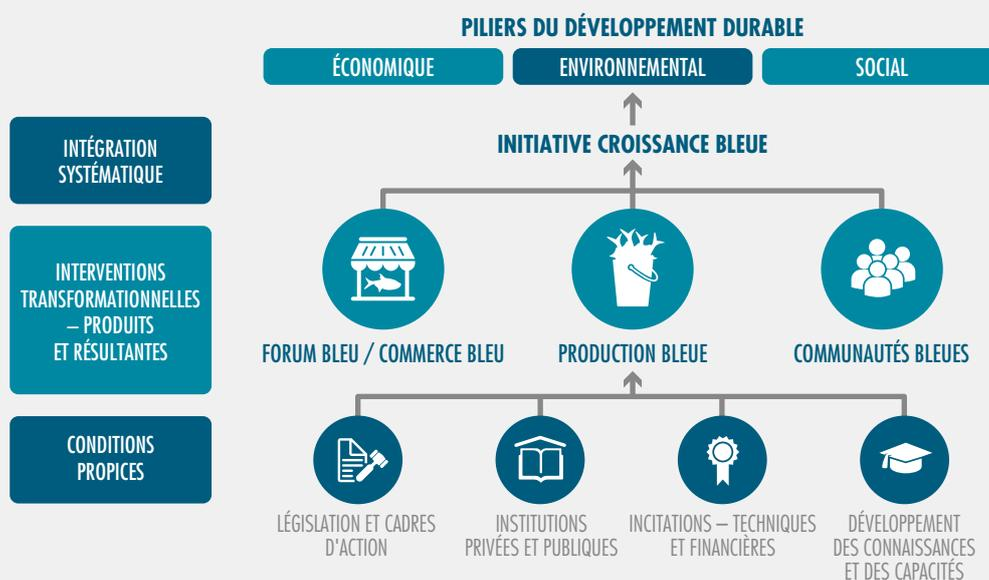 PILIERS DU DÉVELOPPEMENT DURABLE
ÉCONOMIQUE
ENVIRONNEMENTAL
SOCIAL
INTÉGRATION
SYSTÉMATIQUE
INITIATIVE CROISSANCE BLEUE
INTERVENTIONS
TRANSFORMATIONNELLES
– PRODUITS
ET RÉSULTANTES
FORUM BLEU / COMMERCE BLEU
PRODUCTION BLEUE
COMMUNAUTÉS BLEUES
CONDITIONS
PROPICES
LÉGISLATION ET CADRES
D'ACTION
INSTITUTIONS
PRIVÉES ET PUBLIQUES
INCITATIONS – TECHNIQUES
ET FINANCIÈRES
DÉVELOPPEMENT
DES CONNAISSANCES
ET DES CAPACITÉS